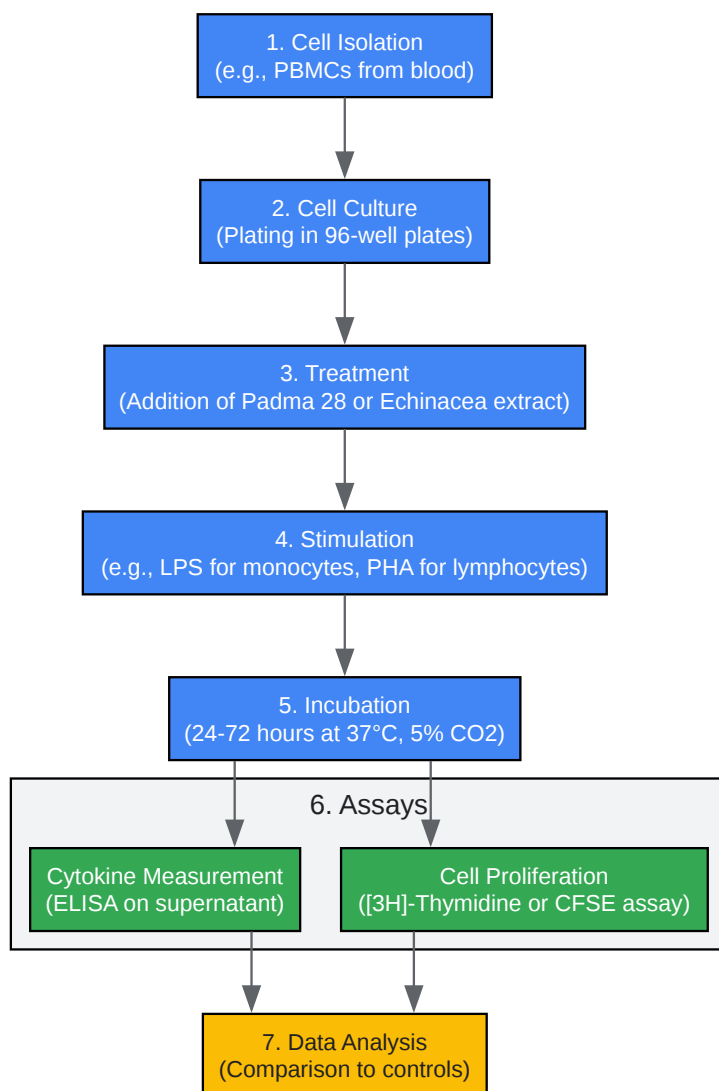 1. Cell Isolation
(e.g., PBMCs from blood)
2. Cell Culture
(Plating in 96-well plates)
3. Treatment
(Addition of Padma 28 or Echinacea extract)
4. Stimulation
(e.g., LPS for monocytes, PHA for lymphocytes)
5. Incubation
(24-72 hours at 37°C, 5% CO2)
6. Assays
Cytokine Measurement
(ELISA on supernatant)
Cell Proliferation
([3H]-Thymidine or CFSE assay)
7. Data Analysis
(Comparison to controls)